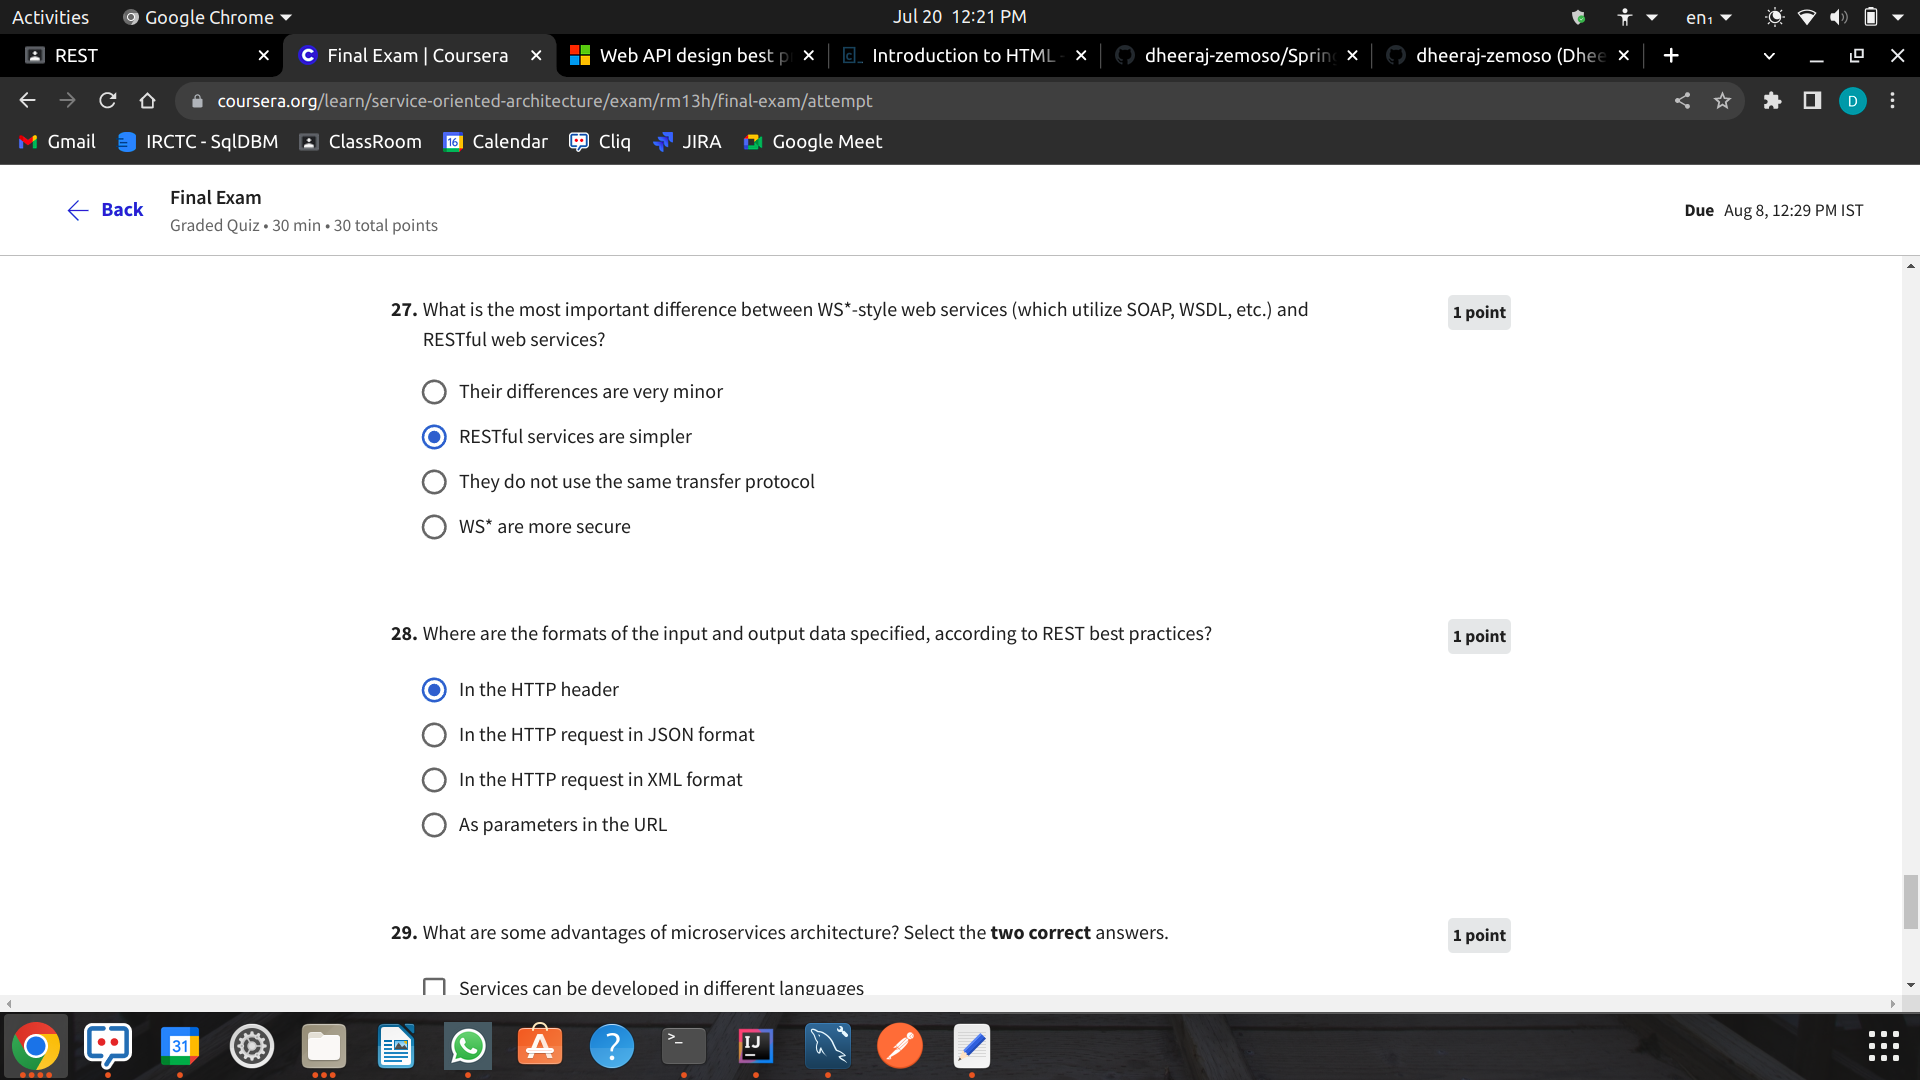 Activities Google Chrome Jul 20 12:21 PM en₁
REST Final Exam | Coursera Web API design best p Introduction to HTML dheeraj-zemoso/Spring dheeraj-zemoso (Dhee
coursera.org/learn/service-oriented-architecture/exam/rm13h/final-exam/attempt D
Gmail IRCTC - SqlDBM ClassRoom 16 Calendar Cliq JIRA Google Meet
Back
Final Exam
Graded Quiz • 30 min • 30 total points
Due Aug 8, 12:29 PM IST
27. What is the most important difference between WS*-style web services (which utilize SOAP, WSDL, etc.) and
RESTful web services?
1 point
Their differences are very minor
RESTful services are simpler
They do not use the same transfer protocol
WS* are more secure
28. Where are the formats of the input and output data specified, according to REST best practices?
1 point
In the HTTP header
In the HTTP request in JSON format
In the HTTP request in XML format
As parameters in the URL
29. What are some advantages of microservices architecture? Select the two correct answers.
1 point
Services can be developed in different languages
31 A ? >_ IJ